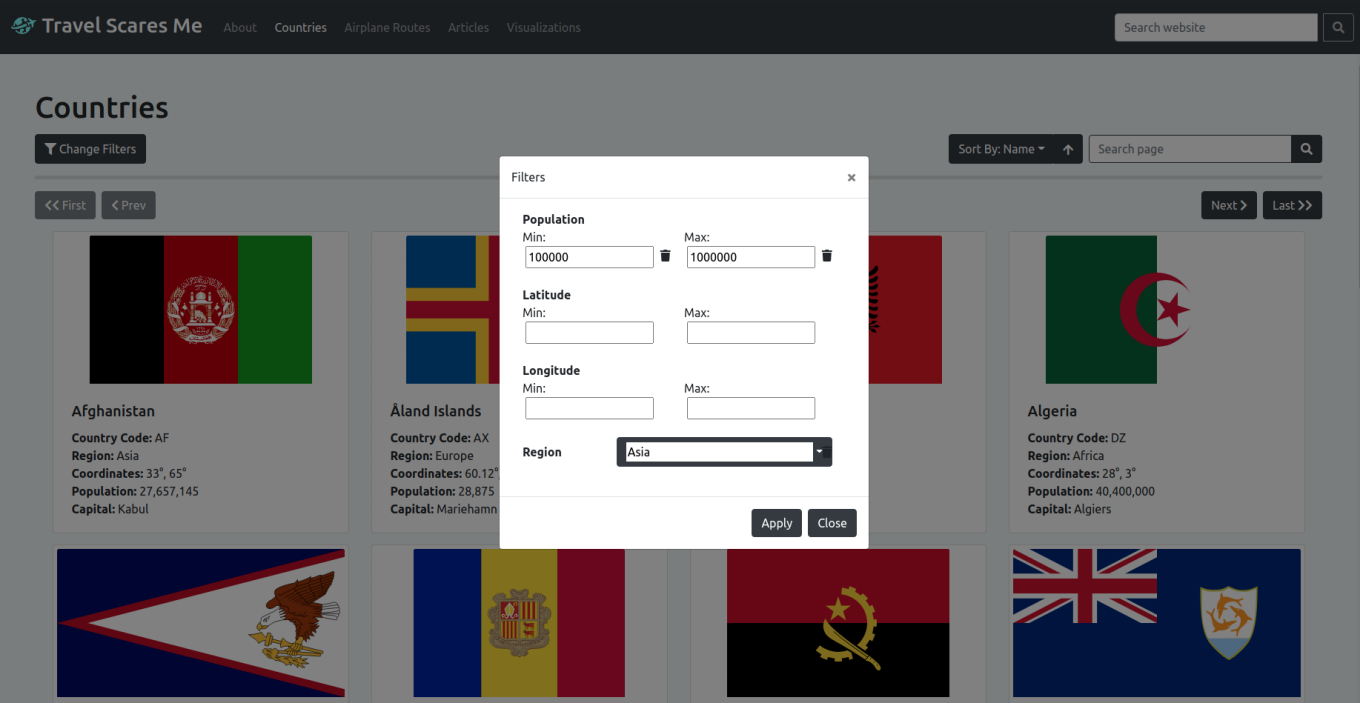 Travel Scares Me About Countries Airplane Routes Articles Visualizations Search website
Countries
Change Filters Sort By: Name Search page
First Prev Next Last
Filters ×
Population
Min: Max:
100000 1000000
Latitude
Min: Max:
Longitude
Min: Max:
Region Asia
Apply Close
Afghanistan
Country Code: AF
Region: Asia
Coordinates: 33°, 65°
Population: 27,657,145
Capital: Kabul
Åland Islands
Country Code: AX
Region: Europe
Coordinates: 60.12°,
Population: 28,875
Capital: Mariehamn
Algeria
Country Code: DZ
Region: Africa
Coordinates: 28°, 3°
Population: 40,400,000
Capital: Algiers